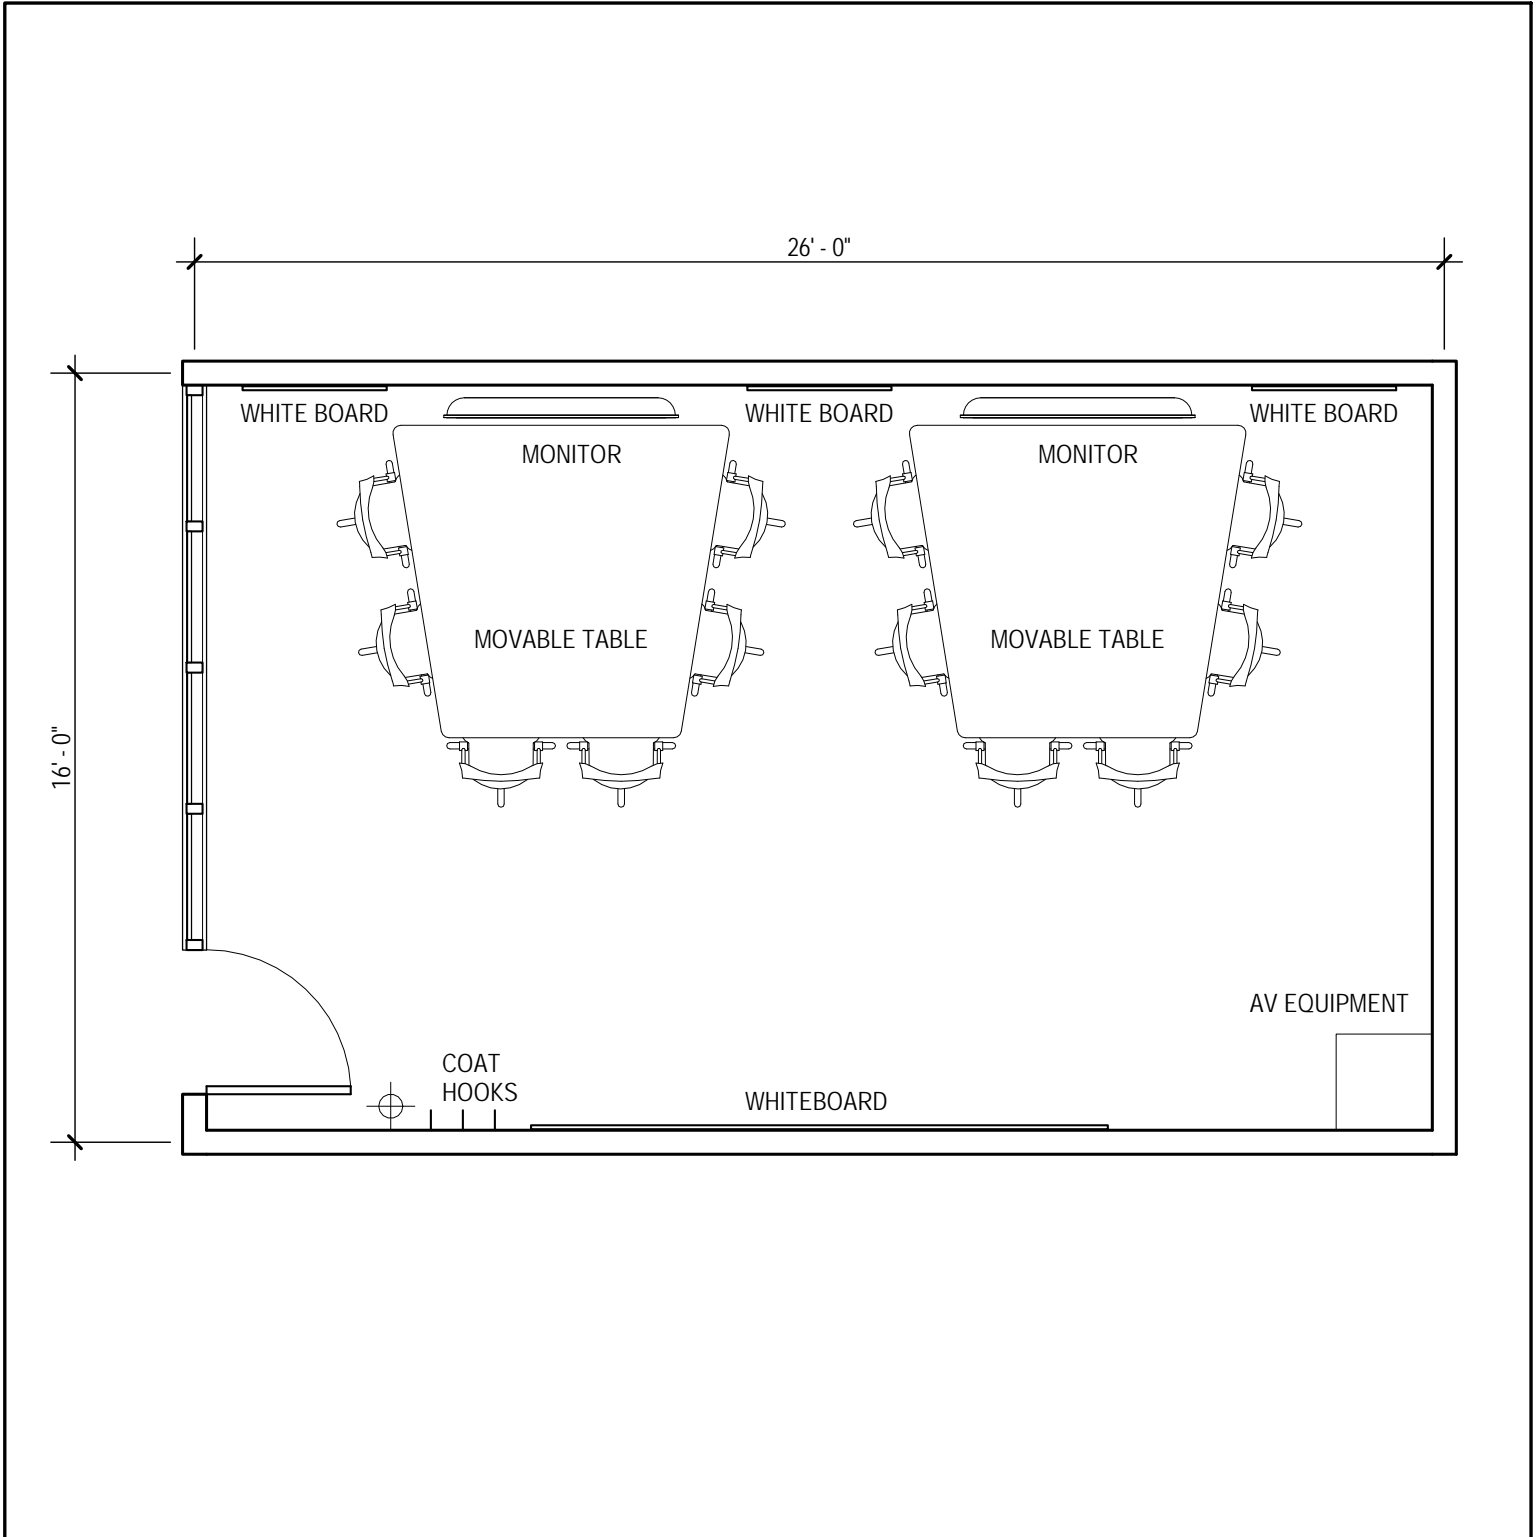 26' - 0"
WHITE BOARD
WHITE BOARD
WHITE BOARD
MONITOR
MONITOR
MOVABLE TABLE
MOVABLE TABLE
16' - 0"
AV EQUIPMENT
COAT
HOOKS
WHITEBOARD